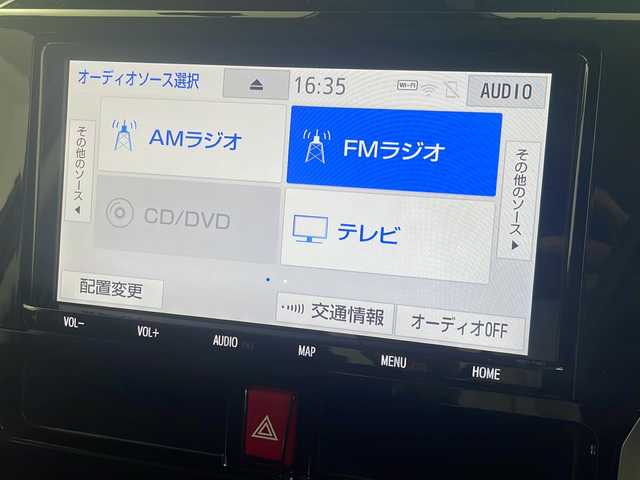 オーディオソース選択
16:35
Wi-Fi
AUDIO
その他のソース
AMラジオ
FMラジオ
その他のソース
CD/DVD
テレビ
配置変更
交通情報
オーディオOFF
VOL-
VOL+
AUDIO
MAP
MENU
HOME